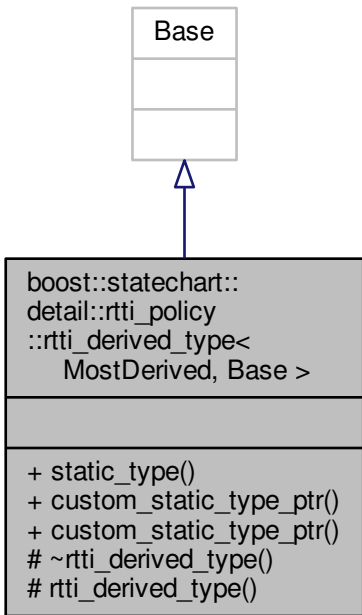 Base
boost::statechart::
detail::rtti_policy
::rtti_derived_type<
MostDerived, Base >
+ static_type()
+ custom_static_type_ptr()
+ custom_static_type_ptr()
# ~rtti_derived_type()
# rtti_derived_type()